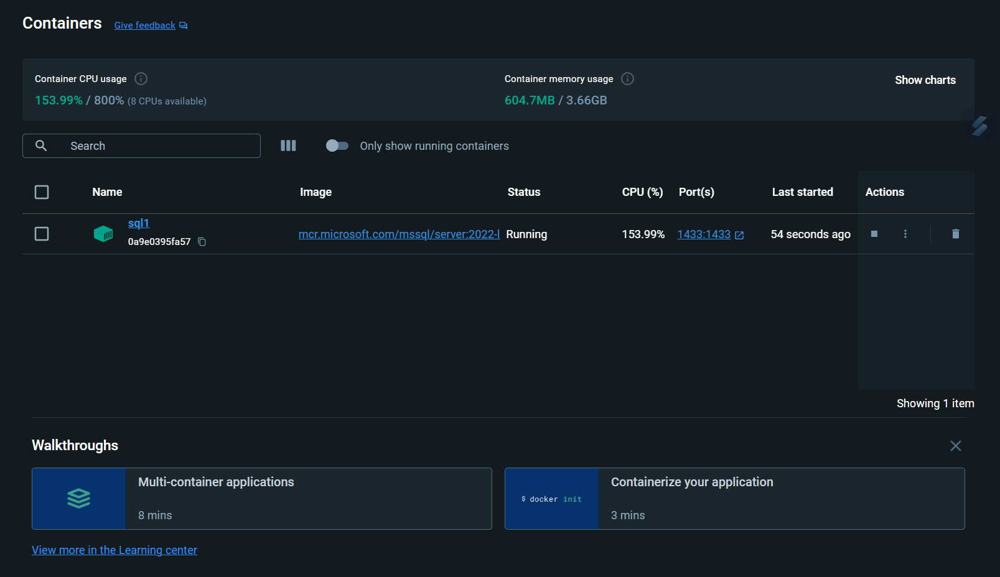 Containers Give feedback
Container CPU usage
153.99% / 800% (8 CPUs available)
Container memory usage
604.7MB / 3.66GB
Show charts
Search
Only show running containers
Name Image Status CPU (%) Port(s) Last started Actions
sql1
0a9e0395fa57
mcr.microsoft.com/mssql/server:2022-l Running 153.99% 1433:1433 54 seconds ago
Showing 1 item
Walkthroughs
Multi-container applications
8 mins
$ docker init
Containerize your application
3 mins
View more in the Learning center